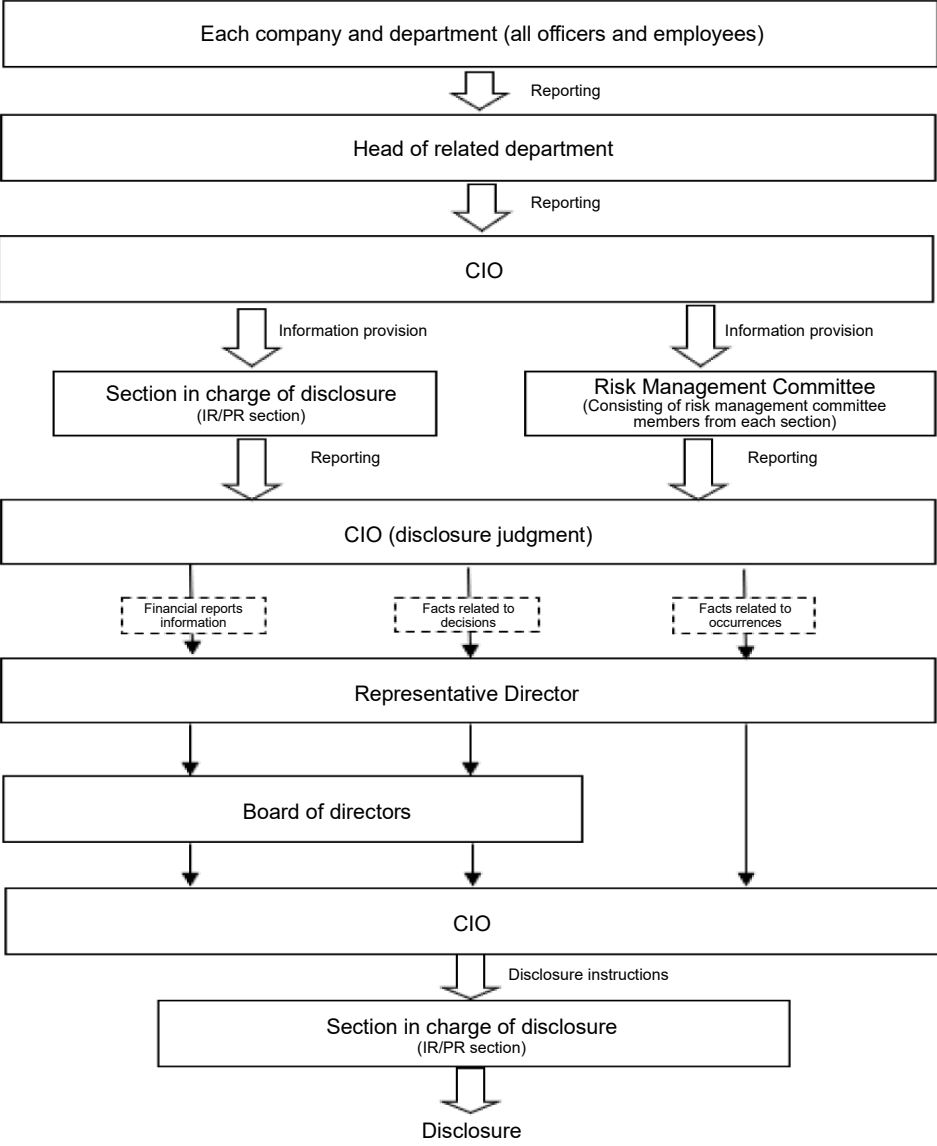 Each company and department (all officers and employees)
Reporting
Head of related department
Reporting
CIO
Information provision
Information provision
Section in charge of disclosure
(IR/PR section)
Risk Management Committee
(Consisting of risk management committee
members from each section)
Reporting
Reporting
CIO (disclosure judgment)
Financial reports
information
Facts related to
decisions
Facts related to
occurrences
Representative Director
Board of directors
CIO
Disclosure instructions
Section in charge of disclosure
(IR/PR section)
Disclosure